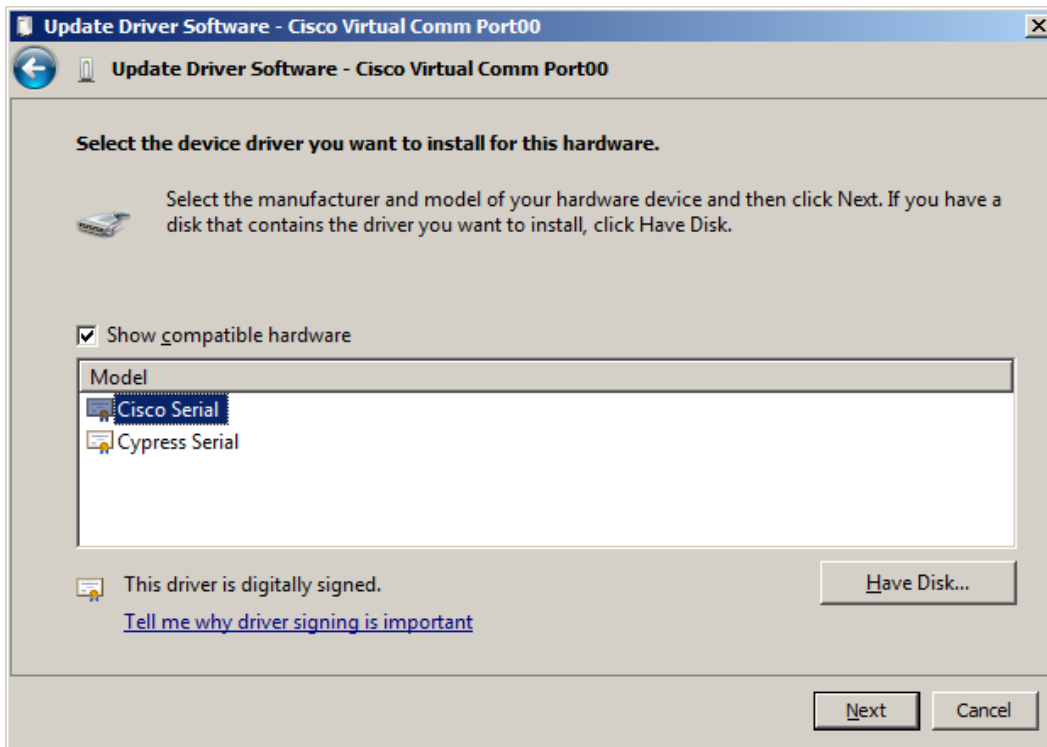 Update Driver Software - Cisco Virtual Comm Port00
Update Driver Software - Cisco Virtual Comm Port00
Select the device driver you want to install for this hardware.
Select the manufacturer and model of your hardware device and then click Next. If you have a
disk that contains the driver you want to install, click Have Disk.
Show compatible hardware
Model
Cisco Serial
Cypress Serial
This driver is digitally signed.
Have Disk...
Tell me why driver signing is important
Next
Cancel